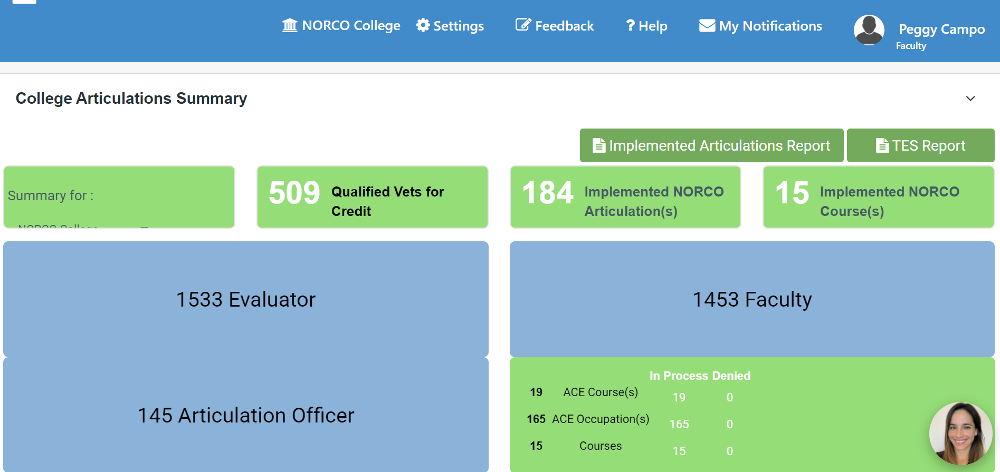 NORCO College
Settings
Feedback
? Help
My Notifications
Peggy Campo
Faculty
College Articulations Summary
Implemented Articulations Report
TES Report
Summary for :
NORCO College
509 Qualified Vets for
Credit
184 Implemented NORCO
Articulation(s)
15 Implemented NORCO
Course(s)
1533 Evaluator
1453 Faculty
145 Articulation Officer
In Process Denied
19 ACE Course(s) 19 0
165 ACE Occupation(s) 165 0
15 Courses 15 0